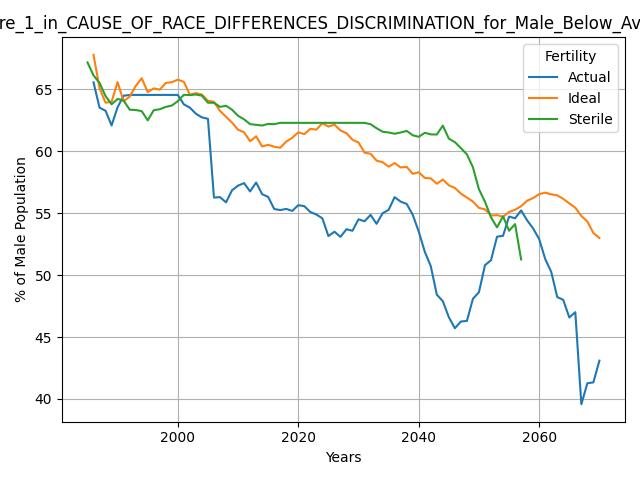 re_1_in_CAUSE_OF_RACE_DIFFERENCES_DISCRIMINATION_for_Male_Below_Av
Fertility
Actual
Ideal
Sterile
% of Male Population
65
60
55
50
45
40
2000 2020 2040 2060
Years